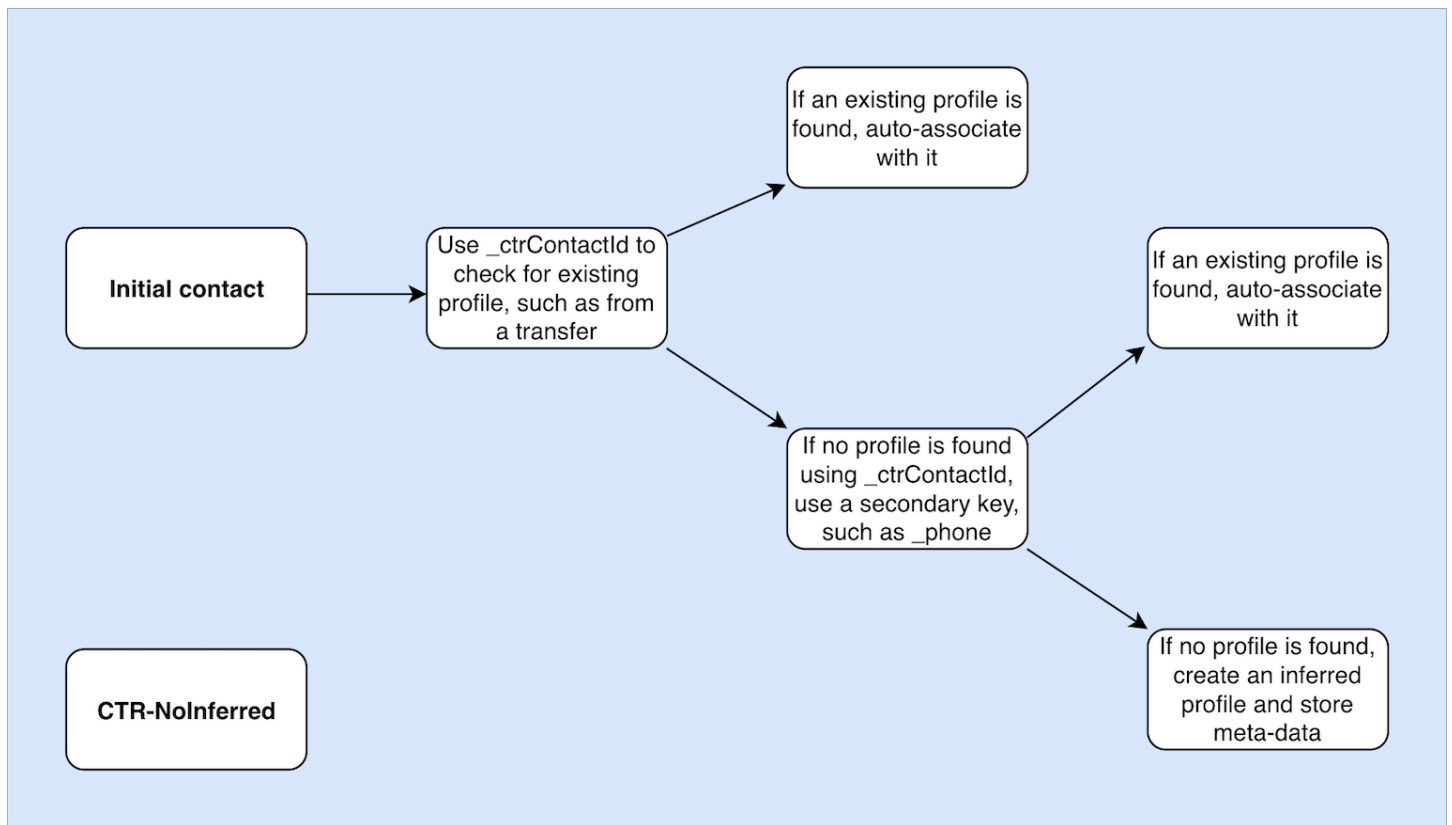 If an existing profile is
found, auto-associate
with it
Initial contact
Use _ctrContactId to
check for existing
profile, such as from
a transfer
If an existing profile is
found, auto-associate
with it
If no profile is found
using _ctrContactId,
use a secondary key,
such as _phone
CTR-NoInferred
If no profile is found,
create an inferred
profile and store
meta-data